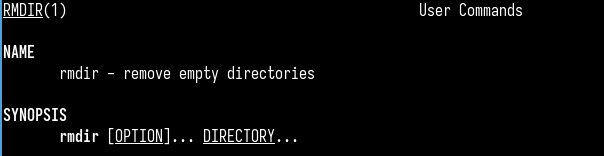 RMDIR(1) User Commands
NAME
rmdir - remove empty directories
SYNOPSIS
rmdir [OPTION]... DIRECTORY...